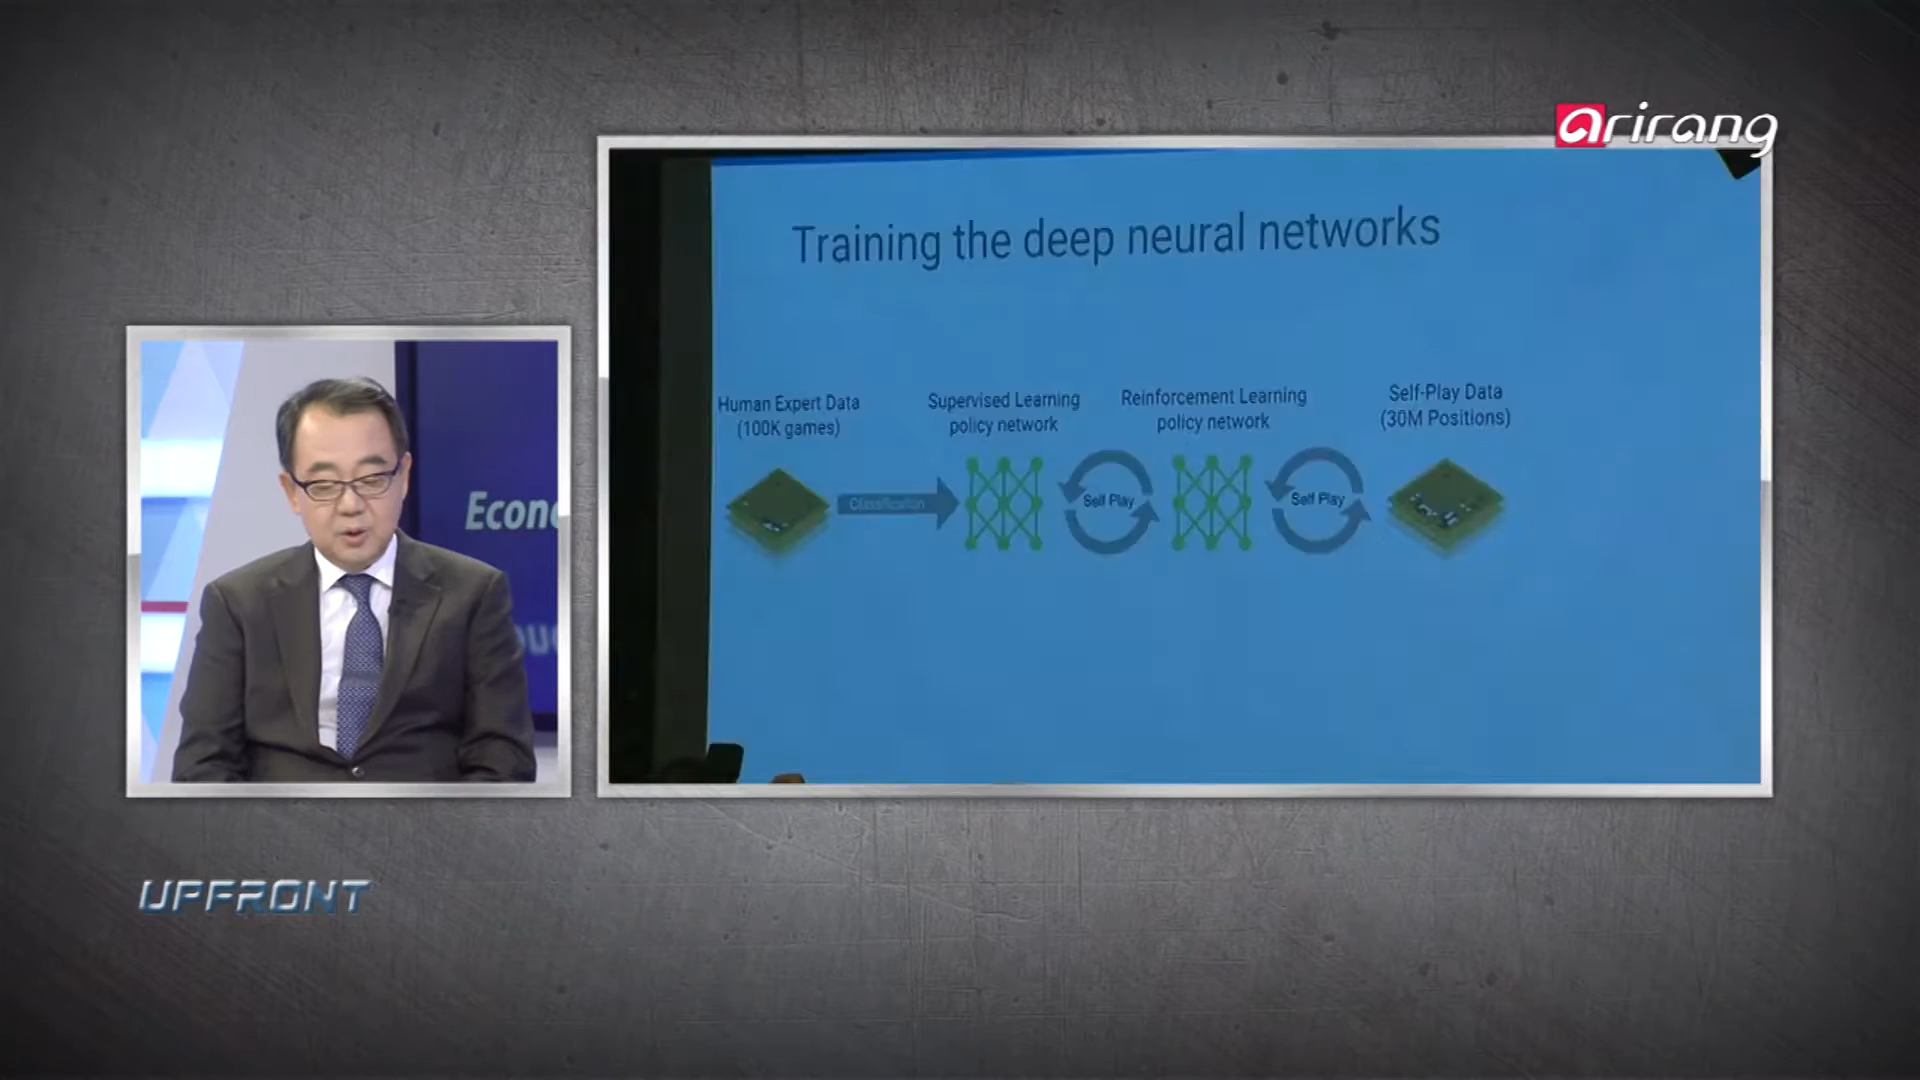 arirang
Training the deep neural networks
Human Expert Data
(100K games)
Supervised Learning
policy network
Reinforcement Learning
policy network
Self-Play Data
(30M Positions)
Classification
Self Play
Self Play
Econo
UPFRONT